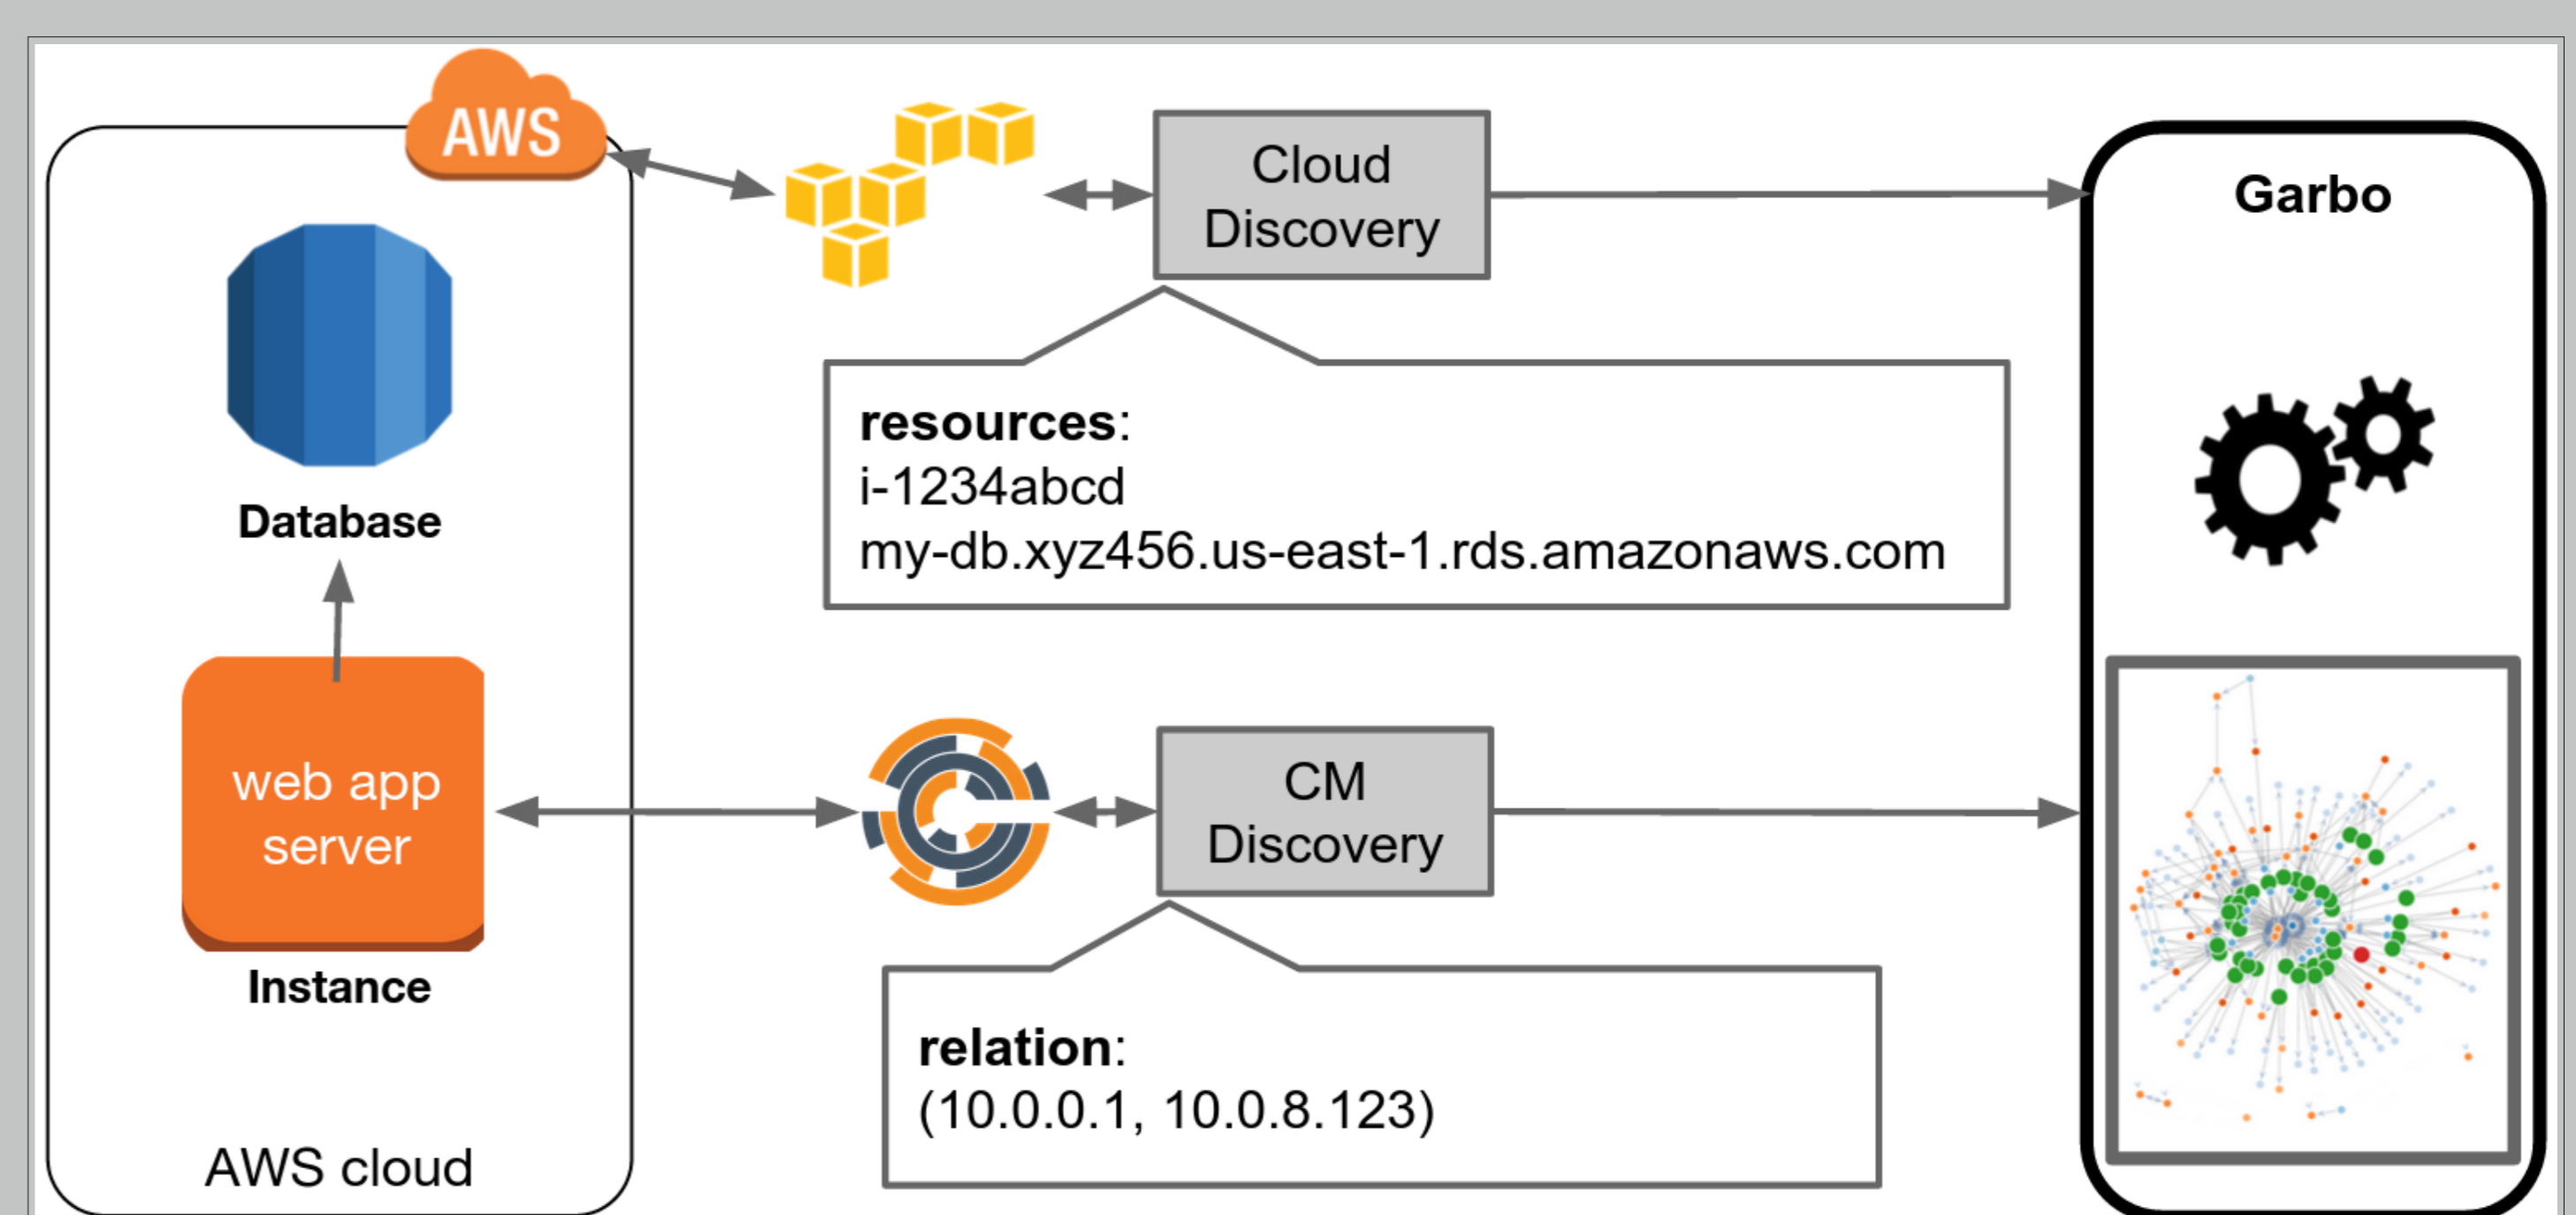 AWS
Database
web app
server
Instance
AWS cloud
Cloud
Discovery
resources:
i-1234abcd
my-db.xyz456.us-east-1.rds.amazonaws.com
CM
Discovery
relation:
(10.0.0.1, 10.0.8.123)
Garbo